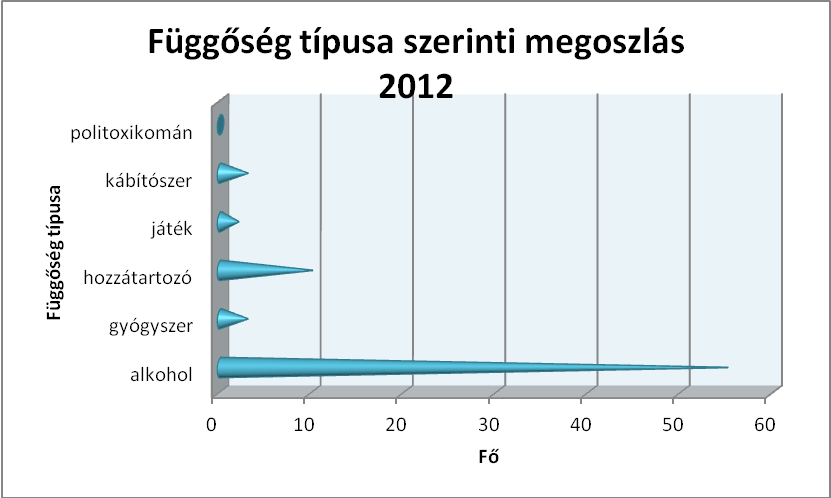 Függőség típusa szerinti megoszlás
2012
Függőség típusa
politoxikomán
kábítószer
játék
hozzátartozó
gyógyszer
alkohol
0 10 20 30 40 50 60
Fő